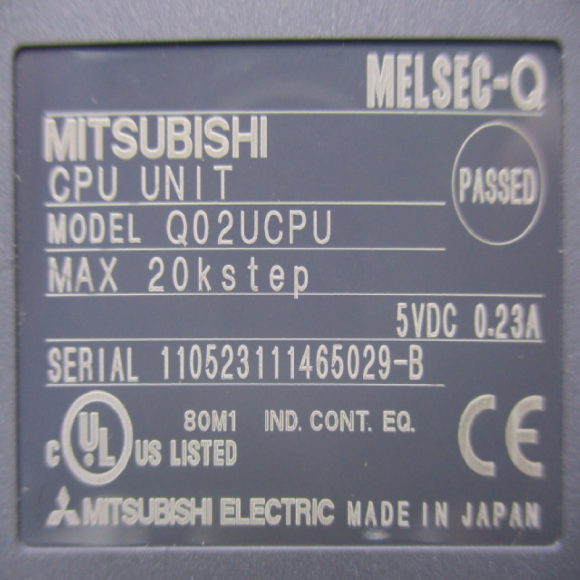 MELSEC-Q
MITSUBISHI
CPU UNIT
PASSED
MODEL Q02UCPU
MAX 20kstep
5VDC 0.23A
SERIAL 110523111465029-B
80M1 IND. CONT. EQ.
C UL US LISTED
CE
MITSUBISHI ELECTRIC MADE IN JAPAN